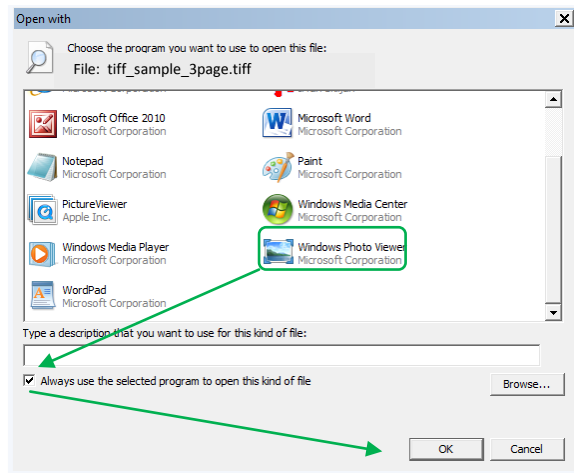 Open with
Choose the program you want to use to open this file:
File: tiff_sample_3page.tiff
Microsoft Office 2010
Microsoft Corporation
Microsoft Word
Microsoft Corporation
Notepad
Microsoft Corporation
Paint
Microsoft Corporation
PictureViewer
Apple Inc.
Windows Media Center
Microsoft Corporation
Windows Media Player
Microsoft Corporation
Windows Photo Viewer
Microsoft Corporation
WordPad
Microsoft Corporation
Type a description that you want to use for this kind of file:
Always use the selected program to open this kind of file
Browse...
OK
Cancel